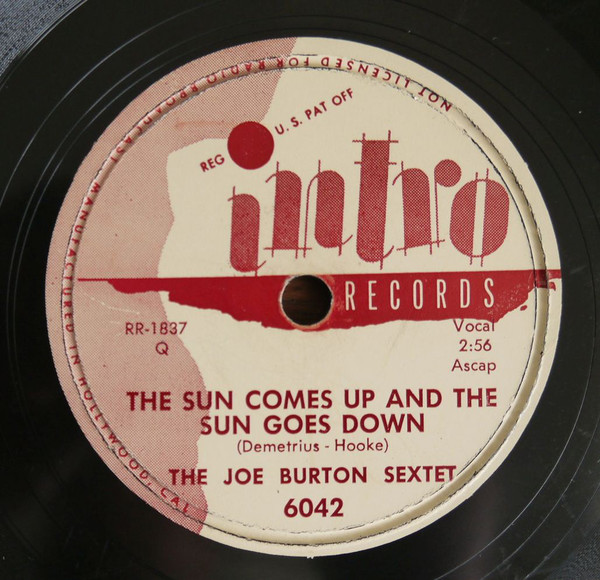 NOT LICENSED FOR RADIO BROADCAST MANUFACTURED IN HOLLYWOOD, CAL.
REG U. S. PAT OFF
intro
RECORDS
RR-1837
Q
Vocal
2:56
Ascap
THE SUN COMES UP AND THE
SUN GOES DOWN
(Demetrius - Hooke)
THE JOE BURTON SEXTET
6042